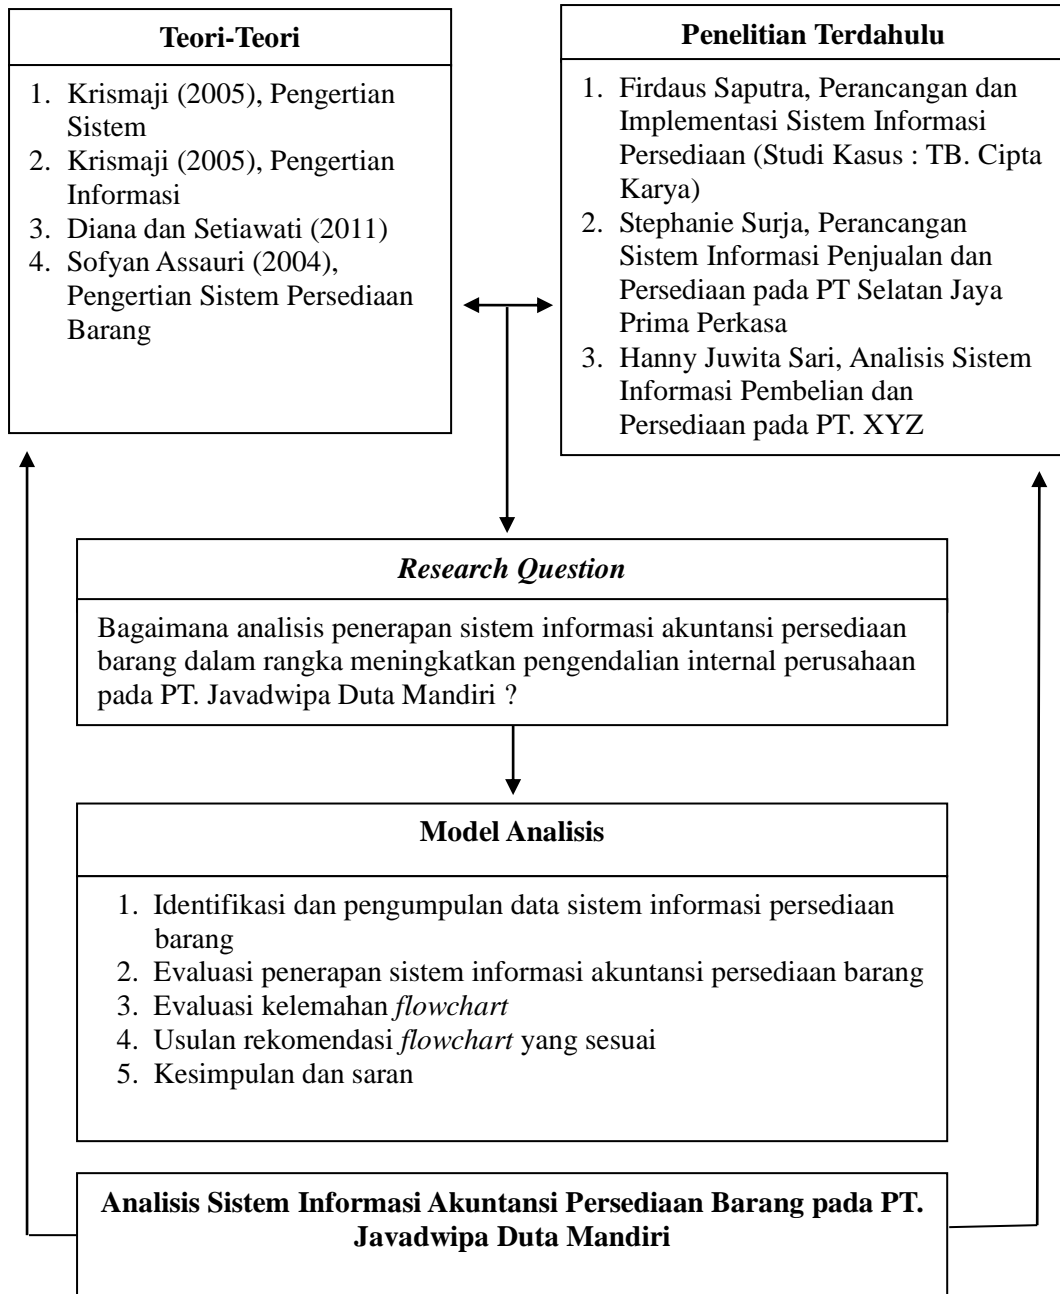 Teori-Teori
1. Krismaji (2005), Pengertian
Sistem
2. Krismaji (2005), Pengertian
Informasi
3. Diana dan Setiawati (2011)
4. Sofyan Assauri (2004),
Pengertian Sistem Persediaan
Barang
Penelitian Terdahulu
1. Firdaus Saputra, Perancangan dan
Implementasi Sistem Informasi
Persediaan (Studi Kasus : TB. Cipta
Karya)
2. Stephanie Surja, Perancangan
Sistem Informasi Penjualan dan
Persediaan pada PT Selatan Jaya
Prima Perkasa
3. Hanny Juwita Sari, Analisis Sistem
Informasi Pembelian dan
Persediaan pada PT. XYZ
Research Question
Bagaimana analisis penerapan sistem informasi akuntansi persediaan
barang dalam rangka meningkatkan pengendalian internal perusahaan
pada PT. Javadwipa Duta Mandiri ?
Model Analisis
1. Identifikasi dan pengumpulan data sistem informasi persediaan
barang
2. Evaluasi penerapan sistem informasi akuntansi persediaan barang
3. Evaluasi kelemahan flowchart
4. Usulan rekomendasi flowchart yang sesuai
5. Kesimpulan dan saran
Analisis Sistem Informasi Akuntansi Persediaan Barang pada PT.
Javadwipa Duta Mandiri